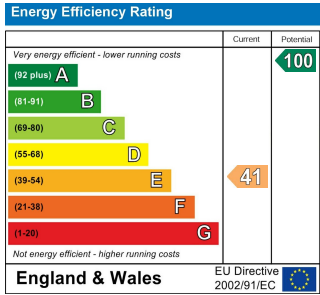 Energy Efficiency Rating
Current Potential
Very energy efficient - lower running costs
(92 plus) A
100
(81-91) B
(69-80) C
(55-68) D
(39-54) E
41
(21-38) F
(1-20) G
Not energy efficient - higher running costs
England & Wales
EU Directive
2002/91/EC